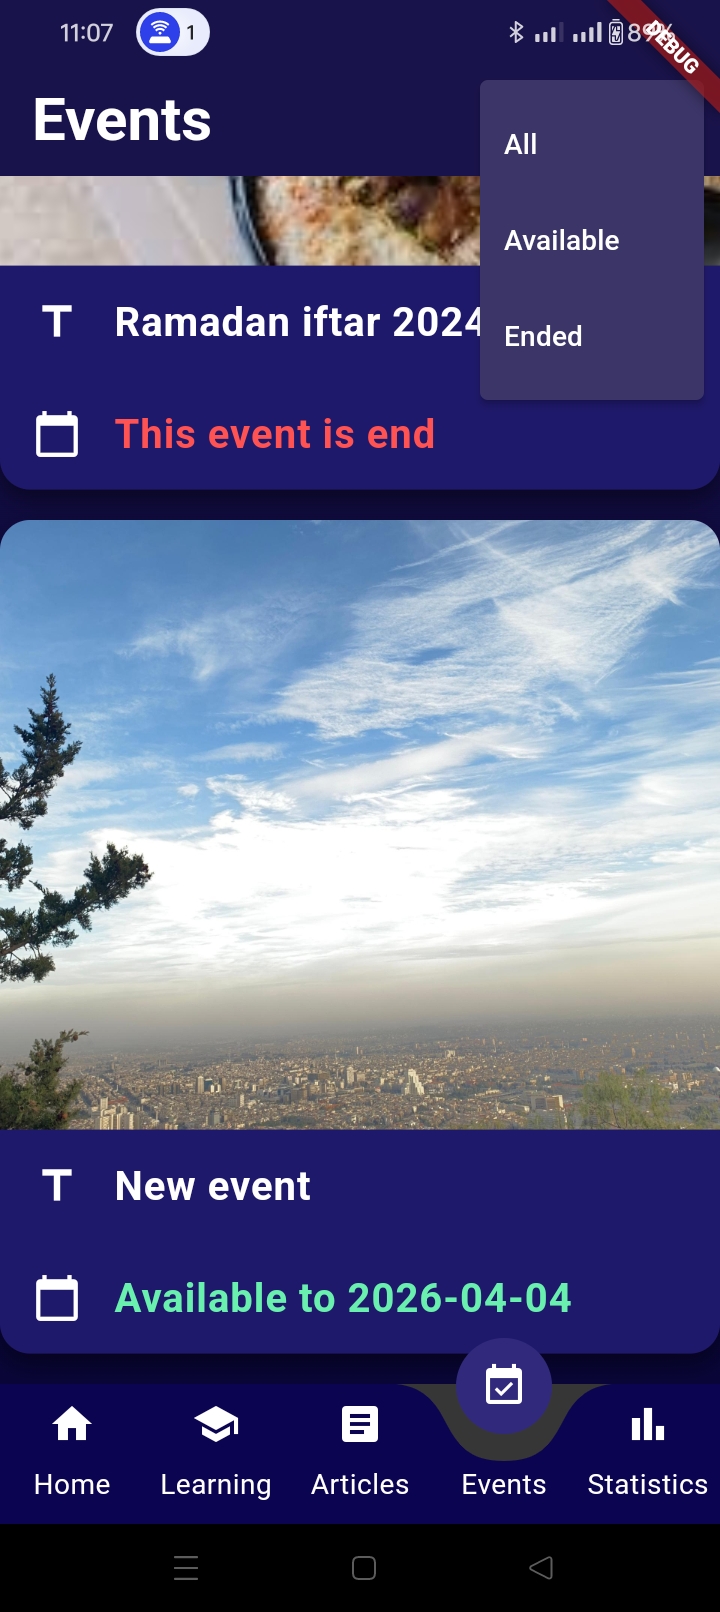 11:07
1
89%
DEBUG
Events
All
Available
Ended
Ramadan iftar 2024
This event is end
New event
Available to 2026-04-04
Home
Learning
Articles
Events
Statistics